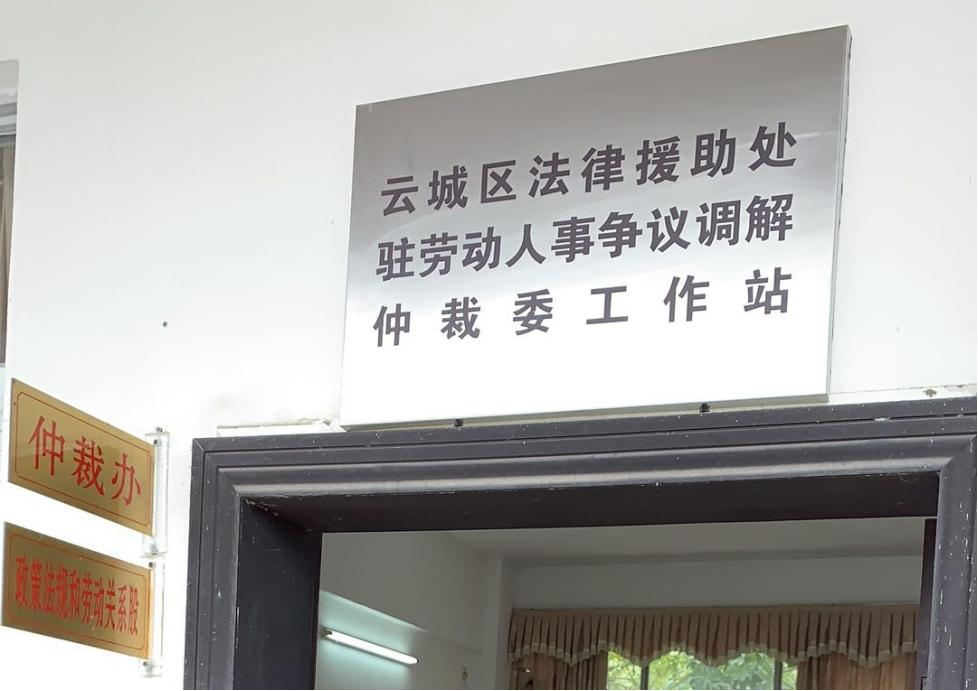 云城区法律援助处
驻劳动人事争议调解
仲裁委工作站
仲裁办
政策法规和劳动关系股